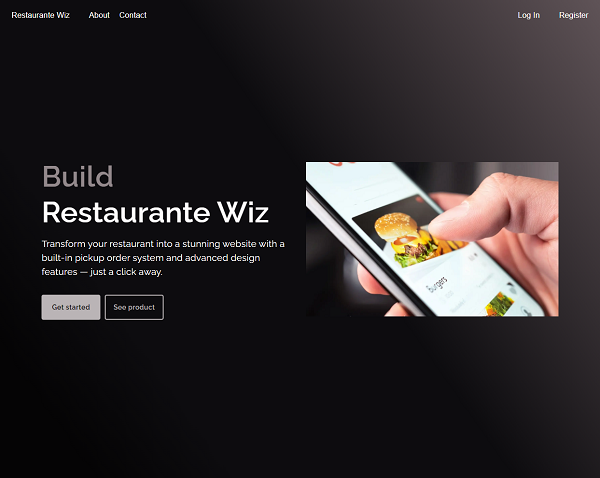 Restaurante Wiz About Contact Log In Register
Build
Restaurante Wiz
Transform your restaurant into a stunning website with a
built-in pickup order system and advanced design
features — just a click away.
Get started See product
Burgers